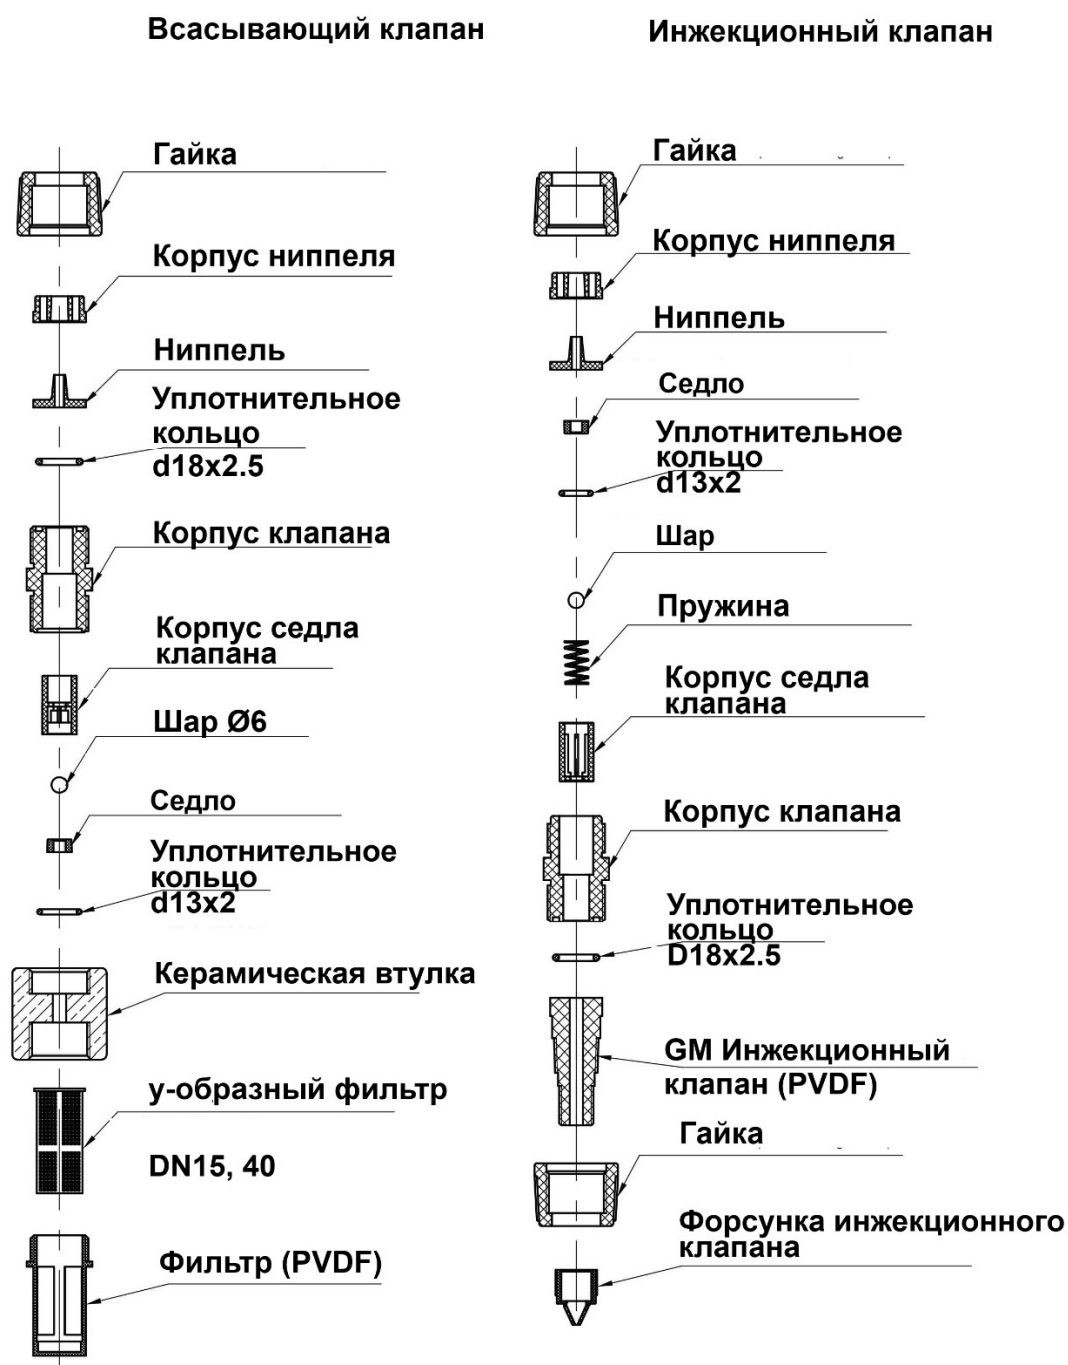 Всасывающий клапан
Гайка
Корпус ниппеля
Ниппель
Уплотнительное
кольцо
d18x2.5
Корпус клапана
Корпус седла
клапана
Шар Ø6
Седло
Уплотнительное
кольцо
d13x2
Керамическая втулка
у-образный фильтр
DN15, 40
Фильтр (PVDF)
Инжекционный клапан
Гайка
Корпус ниппеля
Ниппель
Седло
Уплотнительное
кольцо
d13x2
Шар
Пружина
Корпус седла
клапана
Корпус клапана
Уплотнительное
кольцо
D18x2.5
GM Инжекционный
клапан (PVDF)
Гайка
Форсунка инжекционного
клапана